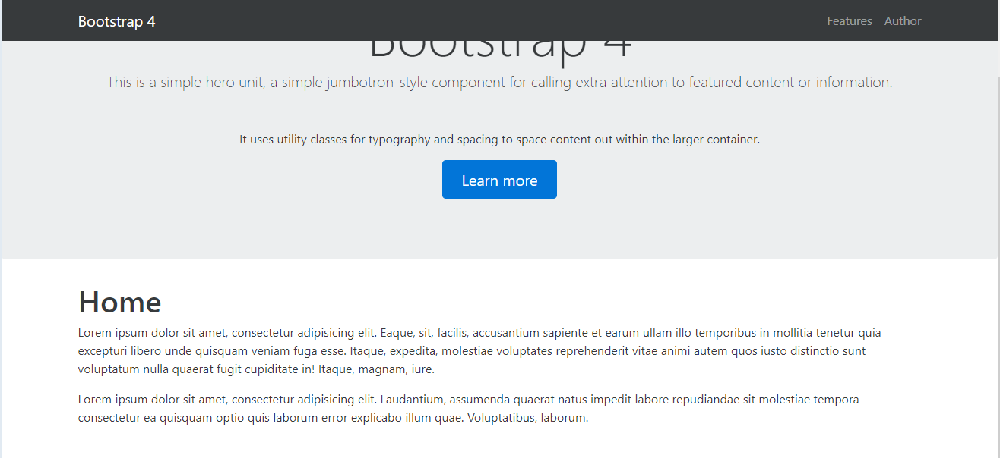 Bootstrap 4
Features Author
Bootstrap 4
This is a simple hero unit, a simple jumbotron-style component for calling extra attention to featured content or information.
It uses utility classes for typography and spacing to space content out within the larger container.
Learn more
Home
Lorem ipsum dolor sit amet, consectetur adipisicing elit. Eaque, sit, facilis, accusantium sapiente et earum ullam illo temporibus in mollitia tenetur quia
excepturi libero unde quisquam veniam fuga esse. Itaque, expedita, molestiae voluptates reprehenderit vitae animi autem quos iusto distinctio sunt
voluptatum nulla quaerat fugit cupiditate in! Itaque, magnam, iure.
Lorem ipsum dolor sit amet, consectetur adipisicing elit. Laudantium, assumenda quaerat natus impedit labore repudiandae sit molestiae tempora
consectetur ea quisquam optio quis laborum error explicabo illum quae. Voluptatibus, laborum.